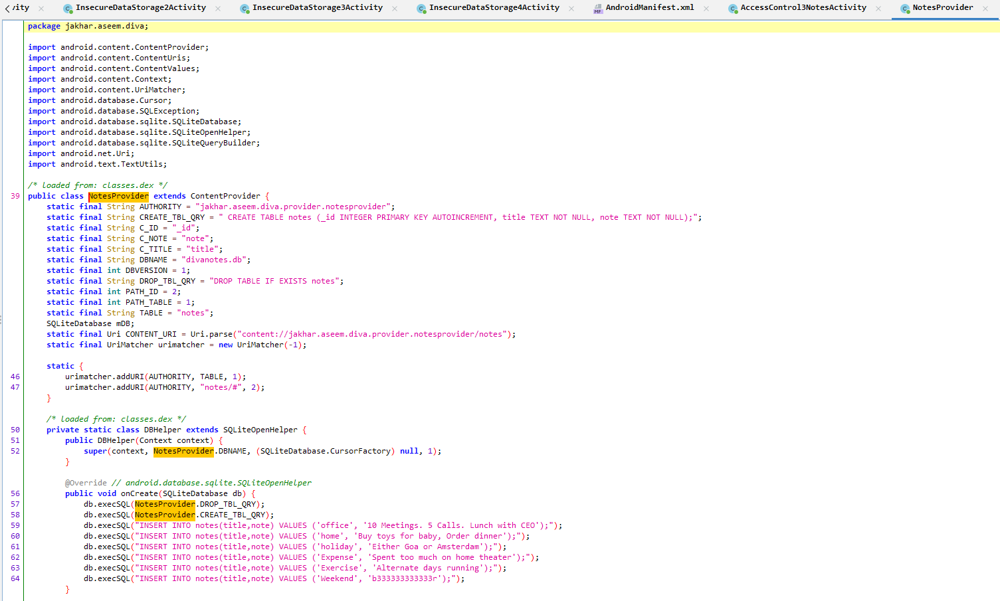 ity InsecureDataStorage2Activity InsecureDataStorage3Activity InsecureDataStorage4Activity AndroidManifest.xml AccessControl3NotesActivity NotesProvider
package jakhar.aseem.diva;
import android.content.ContentProvider;
import android.content.ContentUris;
import android.content.ContentValues;
import android.content.Context;
import android.content.UriMatcher;
import android.database.Cursor;
import android.database.SQLException;
import android.database.sqlite.SQLiteDatabase;
import android.database.sqlite.SQLiteOpenHelper;
import android.database.sqlite.SQLiteQueryBuilder;
import android.net.Uri;
import android.text.TextUtils;
/* loaded from: classes.dex */
39 public class NotesProvider extends ContentProvider {
static final String AUTHORITY = "jakhar.aseem.diva.provider.notesprovider";
static final String CREATE_TBL_QRY = " CREATE TABLE notes (_id INTEGER PRIMARY KEY AUTOINCREMENT, title TEXT NOT NULL, note TEXT NOT NULL);";
static final String C_ID = "_id";
static final String C_NOTE = "note";
static final String C_TITLE = "title";
static final String DBNAME = "divanotes.db";
static final int DBVERSION = 1;
static final String DROP_TBL_QRY = "DROP TABLE IF EXISTS notes";
static final int PATH_ID = 2;
static final int PATH_TABLE = 1;
static final String TABLE = "notes";
SQLiteDatabase mDB;
static final Uri CONTENT_URI = Uri.parse("content://jakhar.aseem.diva.provider.notesprovider/notes");
static final UriMatcher urimatcher = new UriMatcher(-1);
static {
46 urimatcher.addURI(AUTHORITY, TABLE, 1);
47 urimatcher.addURI(AUTHORITY, "notes/#", 2);
}
/* loaded from: classes.dex */
50 private static class DBHelper extends SQLiteOpenHelper {
51 public DBHelper(Context context) {
52 super(context, NotesProvider.DBNAME, (SQLiteDatabase.CursorFactory) null, 1);
}
@Override // android.database.sqlite.SQLiteOpenHelper
56 public void onCreate(SQLiteDatabase db) {
57 db.execSQL(NotesProvider.DROP_TBL_QRY);
58 db.execSQL(NotesProvider.CREATE_TBL_QRY);
59 db.execSQL("INSERT INTO notes(title,note) VALUES ('office', '10 Meetings. 5 Calls. Lunch with CEO');");
60 db.execSQL("INSERT INTO notes(title,note) VALUES ('home', 'Buy toys for baby, Order dinner');");
61 db.execSQL("INSERT INTO notes(title,note) VALUES ('holiday', 'Either Goa or Amsterdam');");
62 db.execSQL("INSERT INTO notes(title,note) VALUES ('Expense', 'Spent too much on home theater');");
63 db.execSQL("INSERT INTO notes(title,note) VALUES ('Exercise', 'Alternate days running');");
64 db.execSQL("INSERT INTO notes(title,note) VALUES ('Weekend', 'b333333333333r');");
}